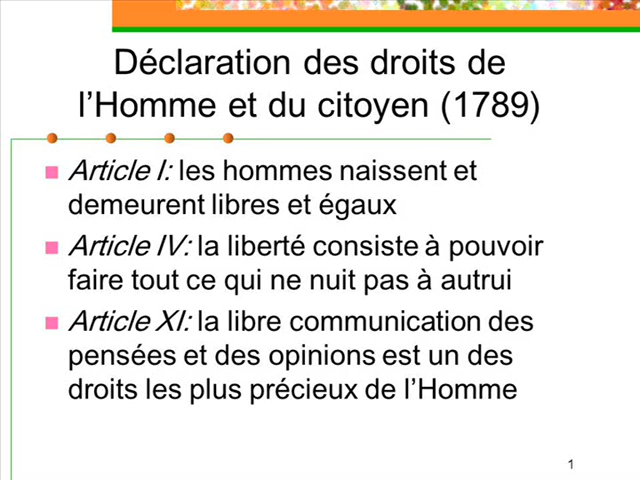 Déclaration des droits de
l’Homme et du citoyen (1789)
Article I: les hommes naissent et
demeurent libres et égaux
Article IV: la liberté consiste à pouvoir
faire tout ce qui ne nuit pas à autrui
Article XI: la libre communication des
pensées et des opinions est un des
droits les plus précieux de l’Homme
1